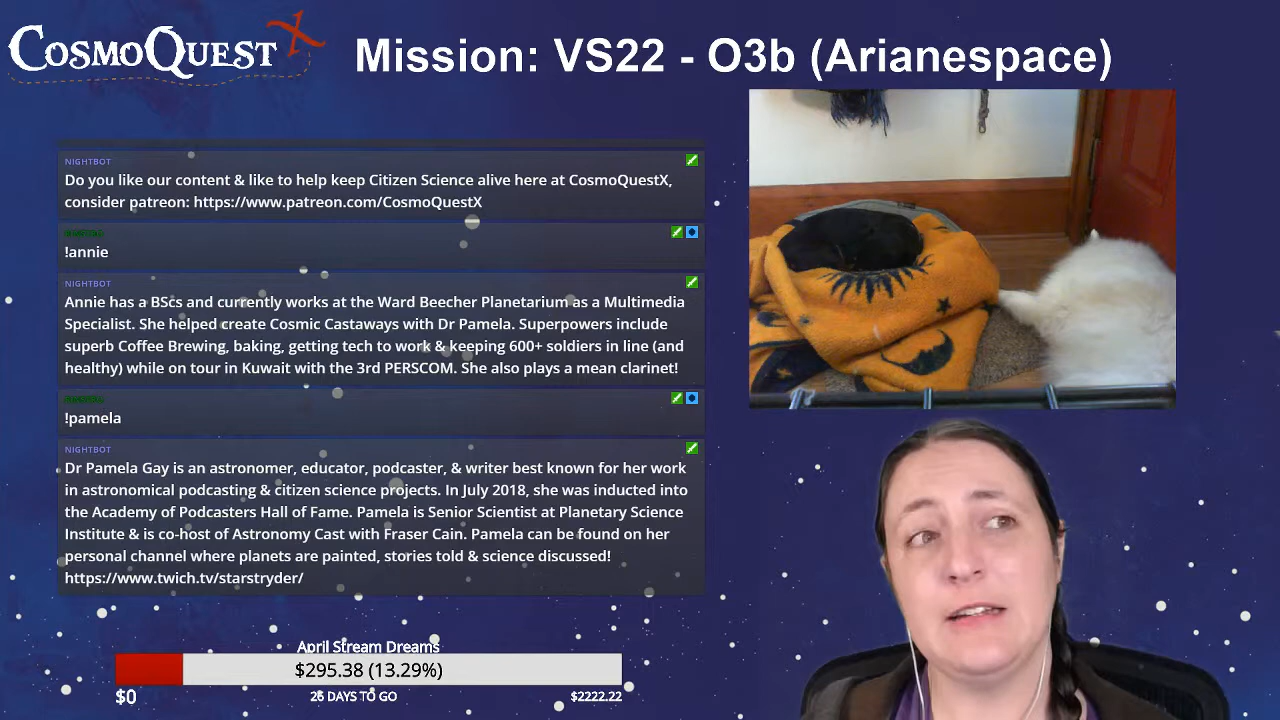 COSMOQUEST X
Mission: VS22 - O3b (Arianespace)
NIGHTBOT
Do you like our content & like to help keep Citizen Science alive here at CosmoQuestX,
consider patreon: https://www.patreon.com/CosmoQuestX
!annie
NIGHTBOT
Annie has a BScs and currently works at the Ward Beecher Planetarium as a Multimedia
Specialist. She helped create Cosmic Castaways with Dr Pamela. Superpowers include
superb Coffee Brewing, baking, getting tech to work & keeping 600+ soldiers in line (and
healthy) while on tour in Kuwait with the 3rd PERSCOM. She also plays a mean clarinet!
!pamela
NIGHTBOT
Dr Pamela Gay is an astronomer, educator, podcaster, & writer best known for her work
in astronomical podcasting & citizen science projects. In July 2018, she was inducted into
the Academy of Podcasters Hall of Fame. Pamela is Senior Scientist at Planetary Science
Institute & is co-host of Astronomy Cast with Fraser Cain. Pamela can be found on her
personal channel where planets are painted, stories told & science discussed!
https://www.twich.tv/starstryder/
April Stream Dreams
$295.38 (13.29%)
$0 26 DAYS TO GO $2222.22